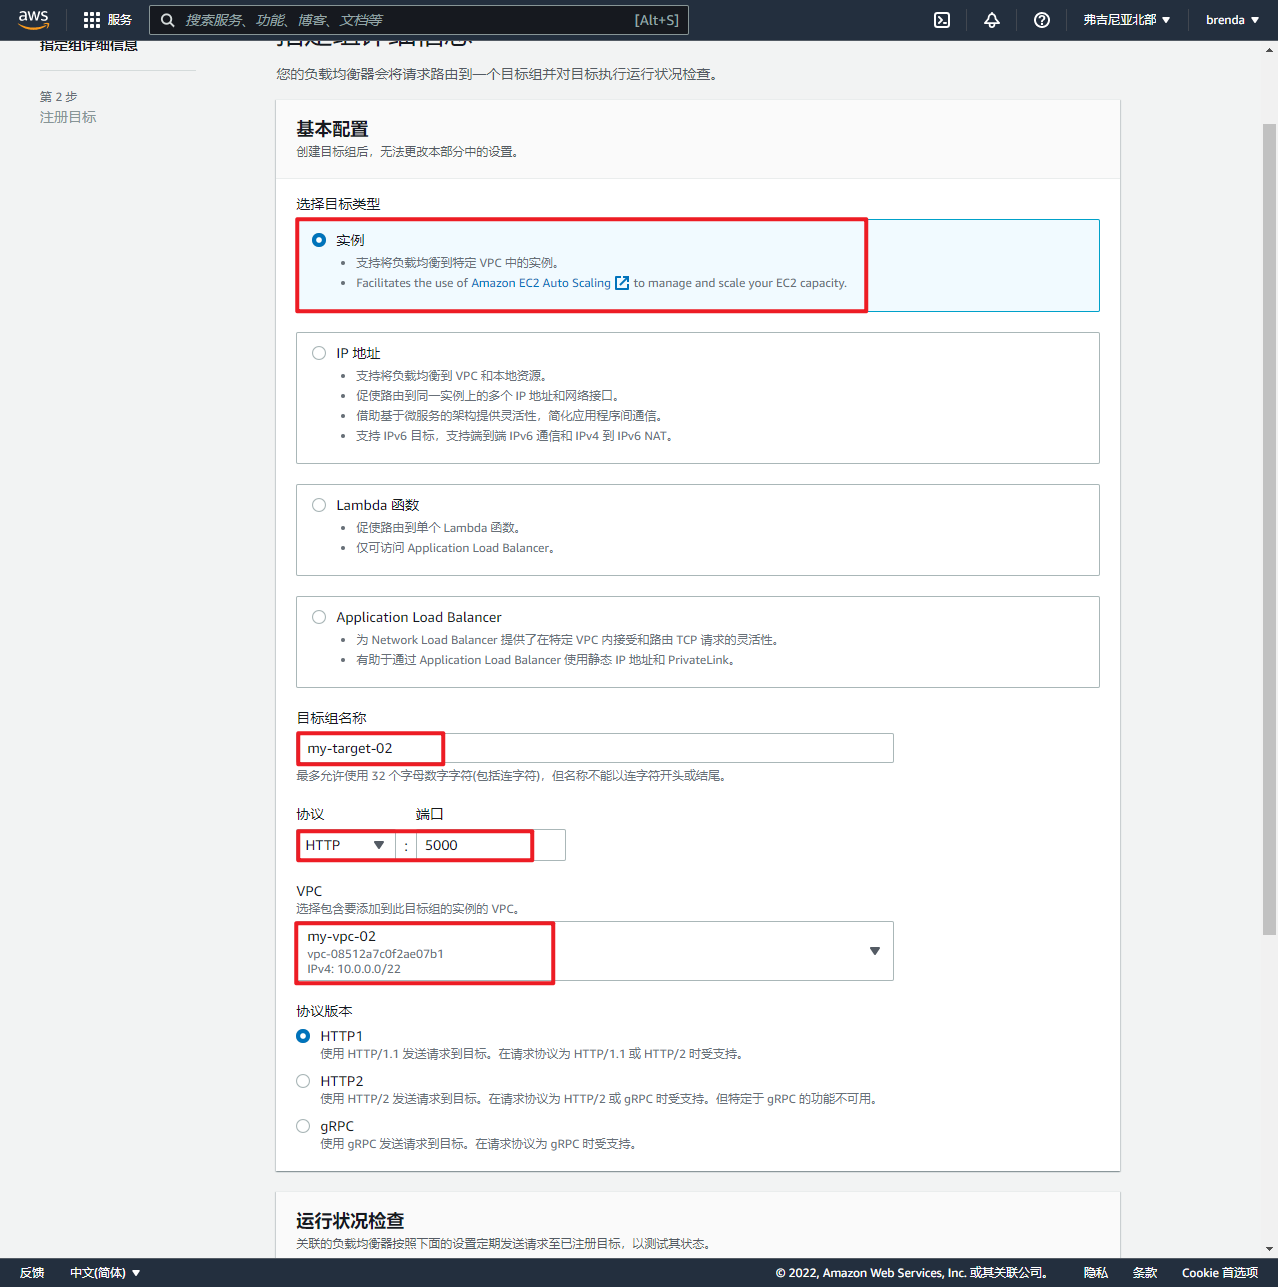 aws
服务
搜索服务、功能、博客、文档等
[Alt+S]
弗吉尼亚北部
brenda
指定组详细信息
第 2 步
注册目标
指定组详细信息
您的负载均衡器会将请求路由到一个目标组并对目标执行运行状况检查。
基本配置
创建目标组后，无法更改本部分中的设置。
选择目标类型
实例
支持将负载均衡到特定 VPC 中的实例。
Facilitates the use of Amazon EC2 Auto Scaling to manage and scale your EC2 capacity.
IP 地址
支持将负载均衡到 VPC 和本地资源。
促使路由到同一实例上的多个 IP 地址和网络接口。
借助基于微服务的架构提供灵活性，简化应用程序间通信。
支持 IPv6 目标，支持端到端 IPv6 通信和 IPv4 到 IPv6 NAT。
Lambda 函数
促使路由到单个 Lambda 函数。
仅可访问 Application Load Balancer。
Application Load Balancer
为 Network Load Balancer 提供了在特定 VPC 内接受和路由 TCP 请求的灵活性。
有助于通过 Application Load Balancer 使用静态 IP 地址和 PrivateLink。
目标组名称
my-target-02
最多允许使用 32 个字母数字字符(包括连字符)，但名称不能以连字符开头或结尾。
协议 端口
HTTP : 5000
VPC
选择包含要添加到此目标组的实例的 VPC。
my-vpc-02
vpc-08512a7c0f2ae07b1
IPv4: 10.0.0.0/22
协议版本
HTTP1
使用 HTTP/1.1 发送请求到目标。在请求协议为 HTTP/1.1 或 HTTP/2 时受支持。
HTTP2
使用 HTTP/2 发送请求到目标。在请求协议为 HTTP/2 或 gRPC 时受支持。但特定于 gRPC 的功能不可用。
gRPC
使用 gRPC 发送请求到目标。在请求协议为 gRPC 时受支持。
运行状况检查
关联的负载均衡器按照下面的设置定期发送请求至已注册目标，以测试其状态。
反馈 中文(简体) © 2022, Amazon Web Services, Inc. 或其关联公司。 隐私 条款 Cookie 首选项